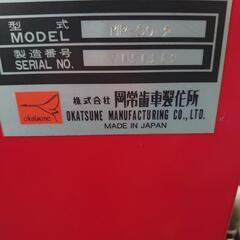 型式
MODEL
製造番号
SERIAL NO.
okatsune
株式会社 岡常歯車製作所
OKATSUNE MANUFACTURING CO., LTD.
MADE IN JAPAN